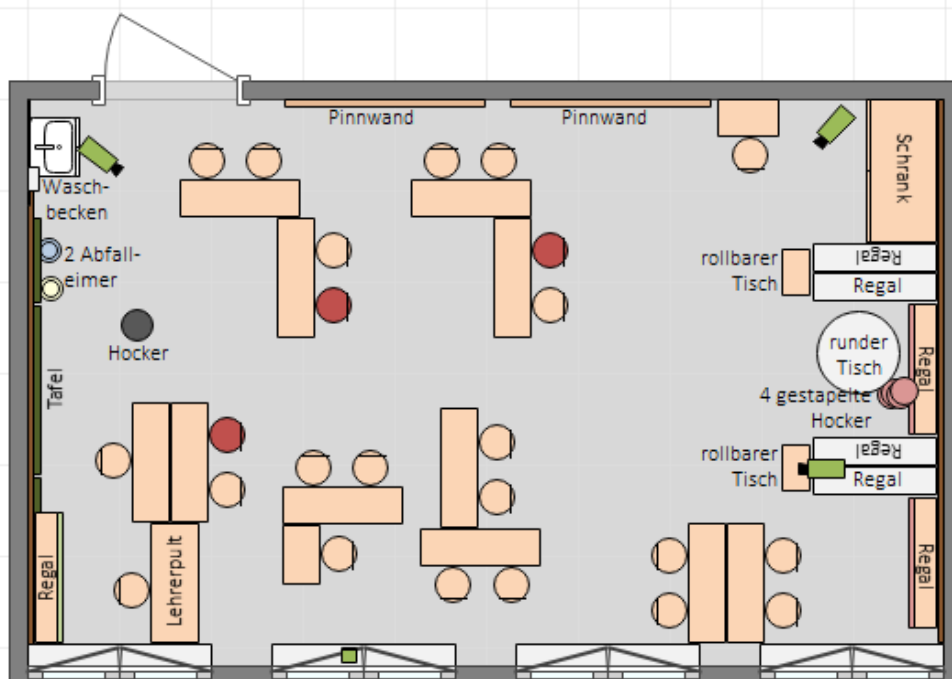 Pinnwand
Pinnwand
Schrank
Wasch-
becken
2 Abfall-
eimer
rollbarer
Tisch
Regal
Regal
Hocker
runder
Tisch
Regal
Tafel
4 gestapelte
Hocker
rollbarer
Tisch
Regal
Regal
Regal
Lehrerpult
Regal